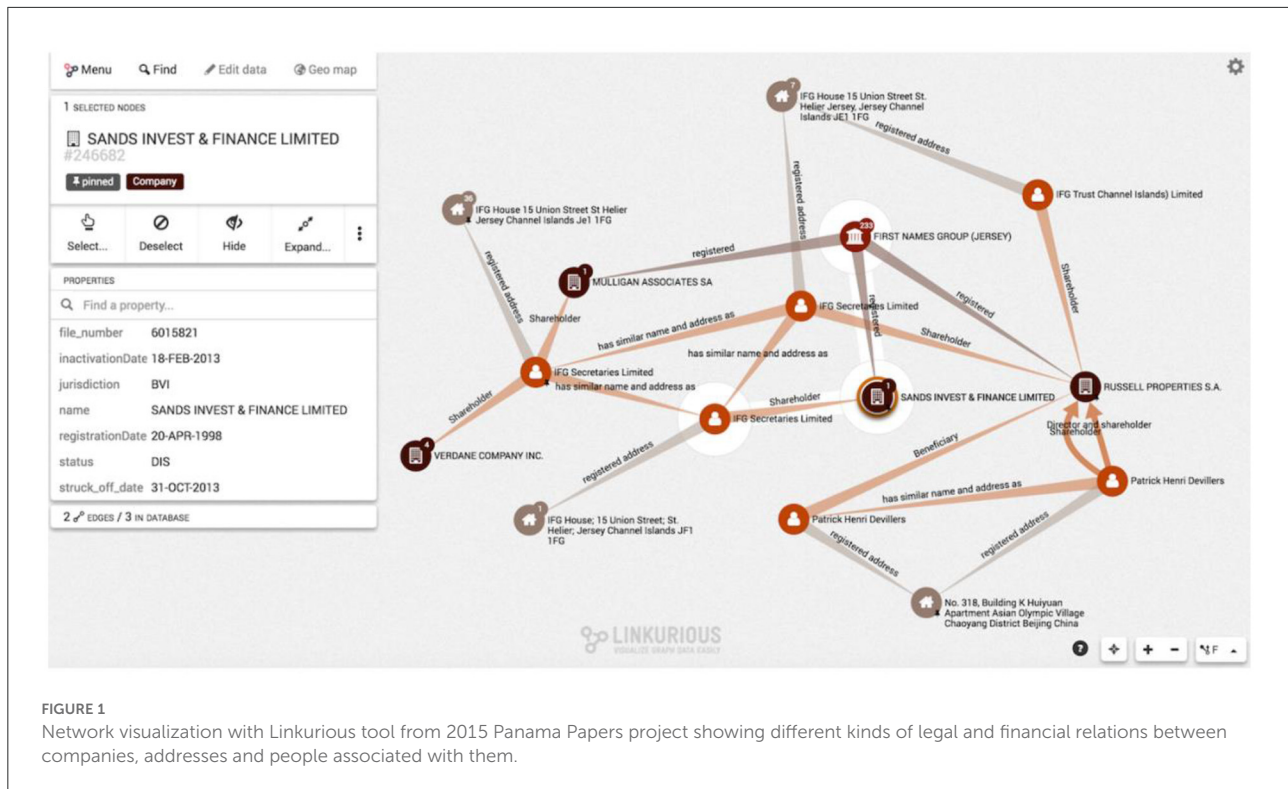 Menu
Find
Edit data
Geo map
1 SELECTED NODES
SANDS INVEST & FINANCE LIMITED
#246682
pinned
Company
Select...
Deselect
Hide
Expand...
PROPERTIES
Find a property...
file_number 6015821
inactivationDate 18-FEB-2013
jurisdiction BVI
name SANDS INVEST & FINANCE LIMITED
registrationDate 20-APR-1998
status DIS
struck_off_date 31-OCT-2013
2 EDGES / 3 IN DATABASE
7
IFG House 15 Union Street St.
Helier Jersey, Jersey Channel
Islands JE1 1FG
registered address
IFG Trust Channel Islands) Limited
36
IFG House 15 Union Street St Helier
Jersey Channel Islands Je1 1FG
registered address
registered address
233
FIRST NAMES GROUP (JERSEY)
registered
1
MULLIGAN ASSOCIATES SA
registered
registered
Shareholder
Shareholder
IFG Secretaries Limited
has similar name and address as
Shareholder
has similar name and address as
IFG Secretaries Limited
has similar name and address as
1
SANDS INVEST & FINANCE LIMITED
RUSSELL PROPERTIES S.A.
Shareholder
Shareholder
IFG Secretaries Limited
Director and shareholder
Shareholder
Beneficiary
4
VERDANE COMPANY INC.
registered address
has similar name and address as
Patrick Henri Devillers
1
IFG House; 15 Union Street; St.
Helier; Jersey Channel Islands JF1
1FG
Patrick Henri Devillers
registered address
registered address
No. 318, Building K Huiyuan
Apartment Asian Olympic Village
Chaoyang District Beijing China
LINKURIOUS
VISUALIZE GRAPH DATA EASILY
?
+
−
F
FIGURE 1
Network visualization with Linkurious tool from 2015 Panama Papers project showing different kinds of legal and financial relations between
companies, addresses and people associated with them.